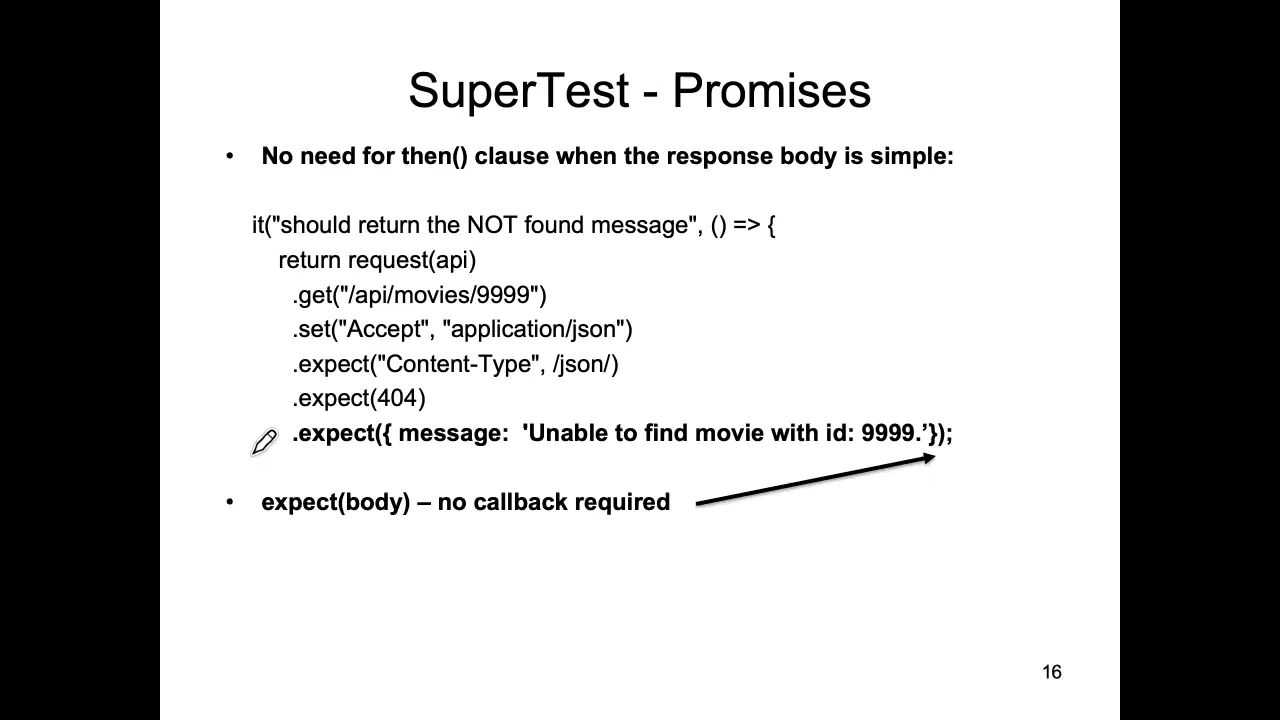 SuperTest - Promises
• No need for then() clause when the response body is simple:
it("should return the NOT found message", () => {
return request(api)
.get("/api/movies/9999")
.set("Accept", "application/json")
.expect("Content-Type", /json/)
.expect(404)
.expect({ message:  'Unable to find movie with id: 9999.’});
• expect(body) – no callback required
16